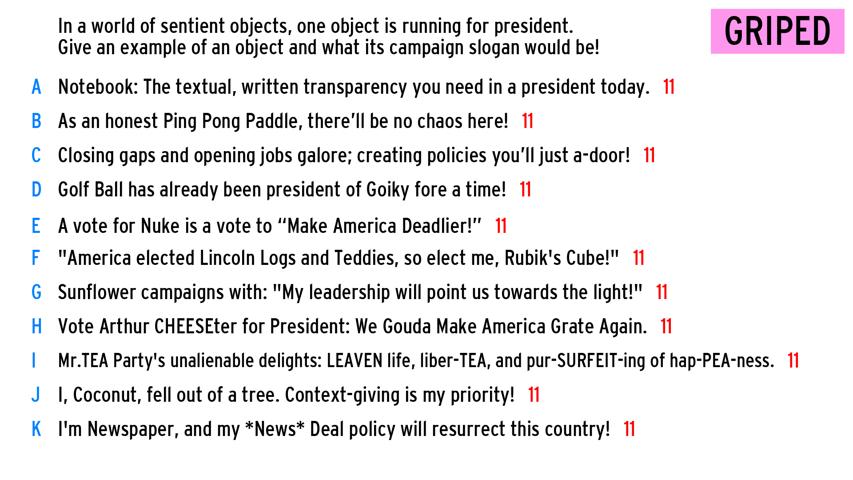 In a world of sentient objects, one object is running for president.
Give an example of an object and what its campaign slogan would be!
GRIPED
A Notebook: The textual, written transparency you need in a president today. 11
B As an honest Ping Pong Paddle, there'll be no chaos here! 11
C Closing gaps and opening jobs galore; creating policies you'll just a-door! 11
D Golf Ball has already been president of Goiky fore a time! 11
E A vote for Nuke is a vote to “Make America Deadlier!” 11
F "America elected Lincoln Logs and Teddies, so elect me, Rubik's Cube!" 11
G Sunflower campaigns with: "My leadership will point us towards the light!" 11
H Vote Arthur CHEESEter for President: We Gouda Make America Grate Again. 11
I Mr.TEA Party's unalienable delights: LEAVEN life, liber-TEA, and pur-SURFEIT-ing of hap-PEA-ness. 11
J I, Coconut, fell out of a tree. Context-giving is my priority! 11
K I'm Newspaper, and my *News* Deal policy will resurrect this country! 11